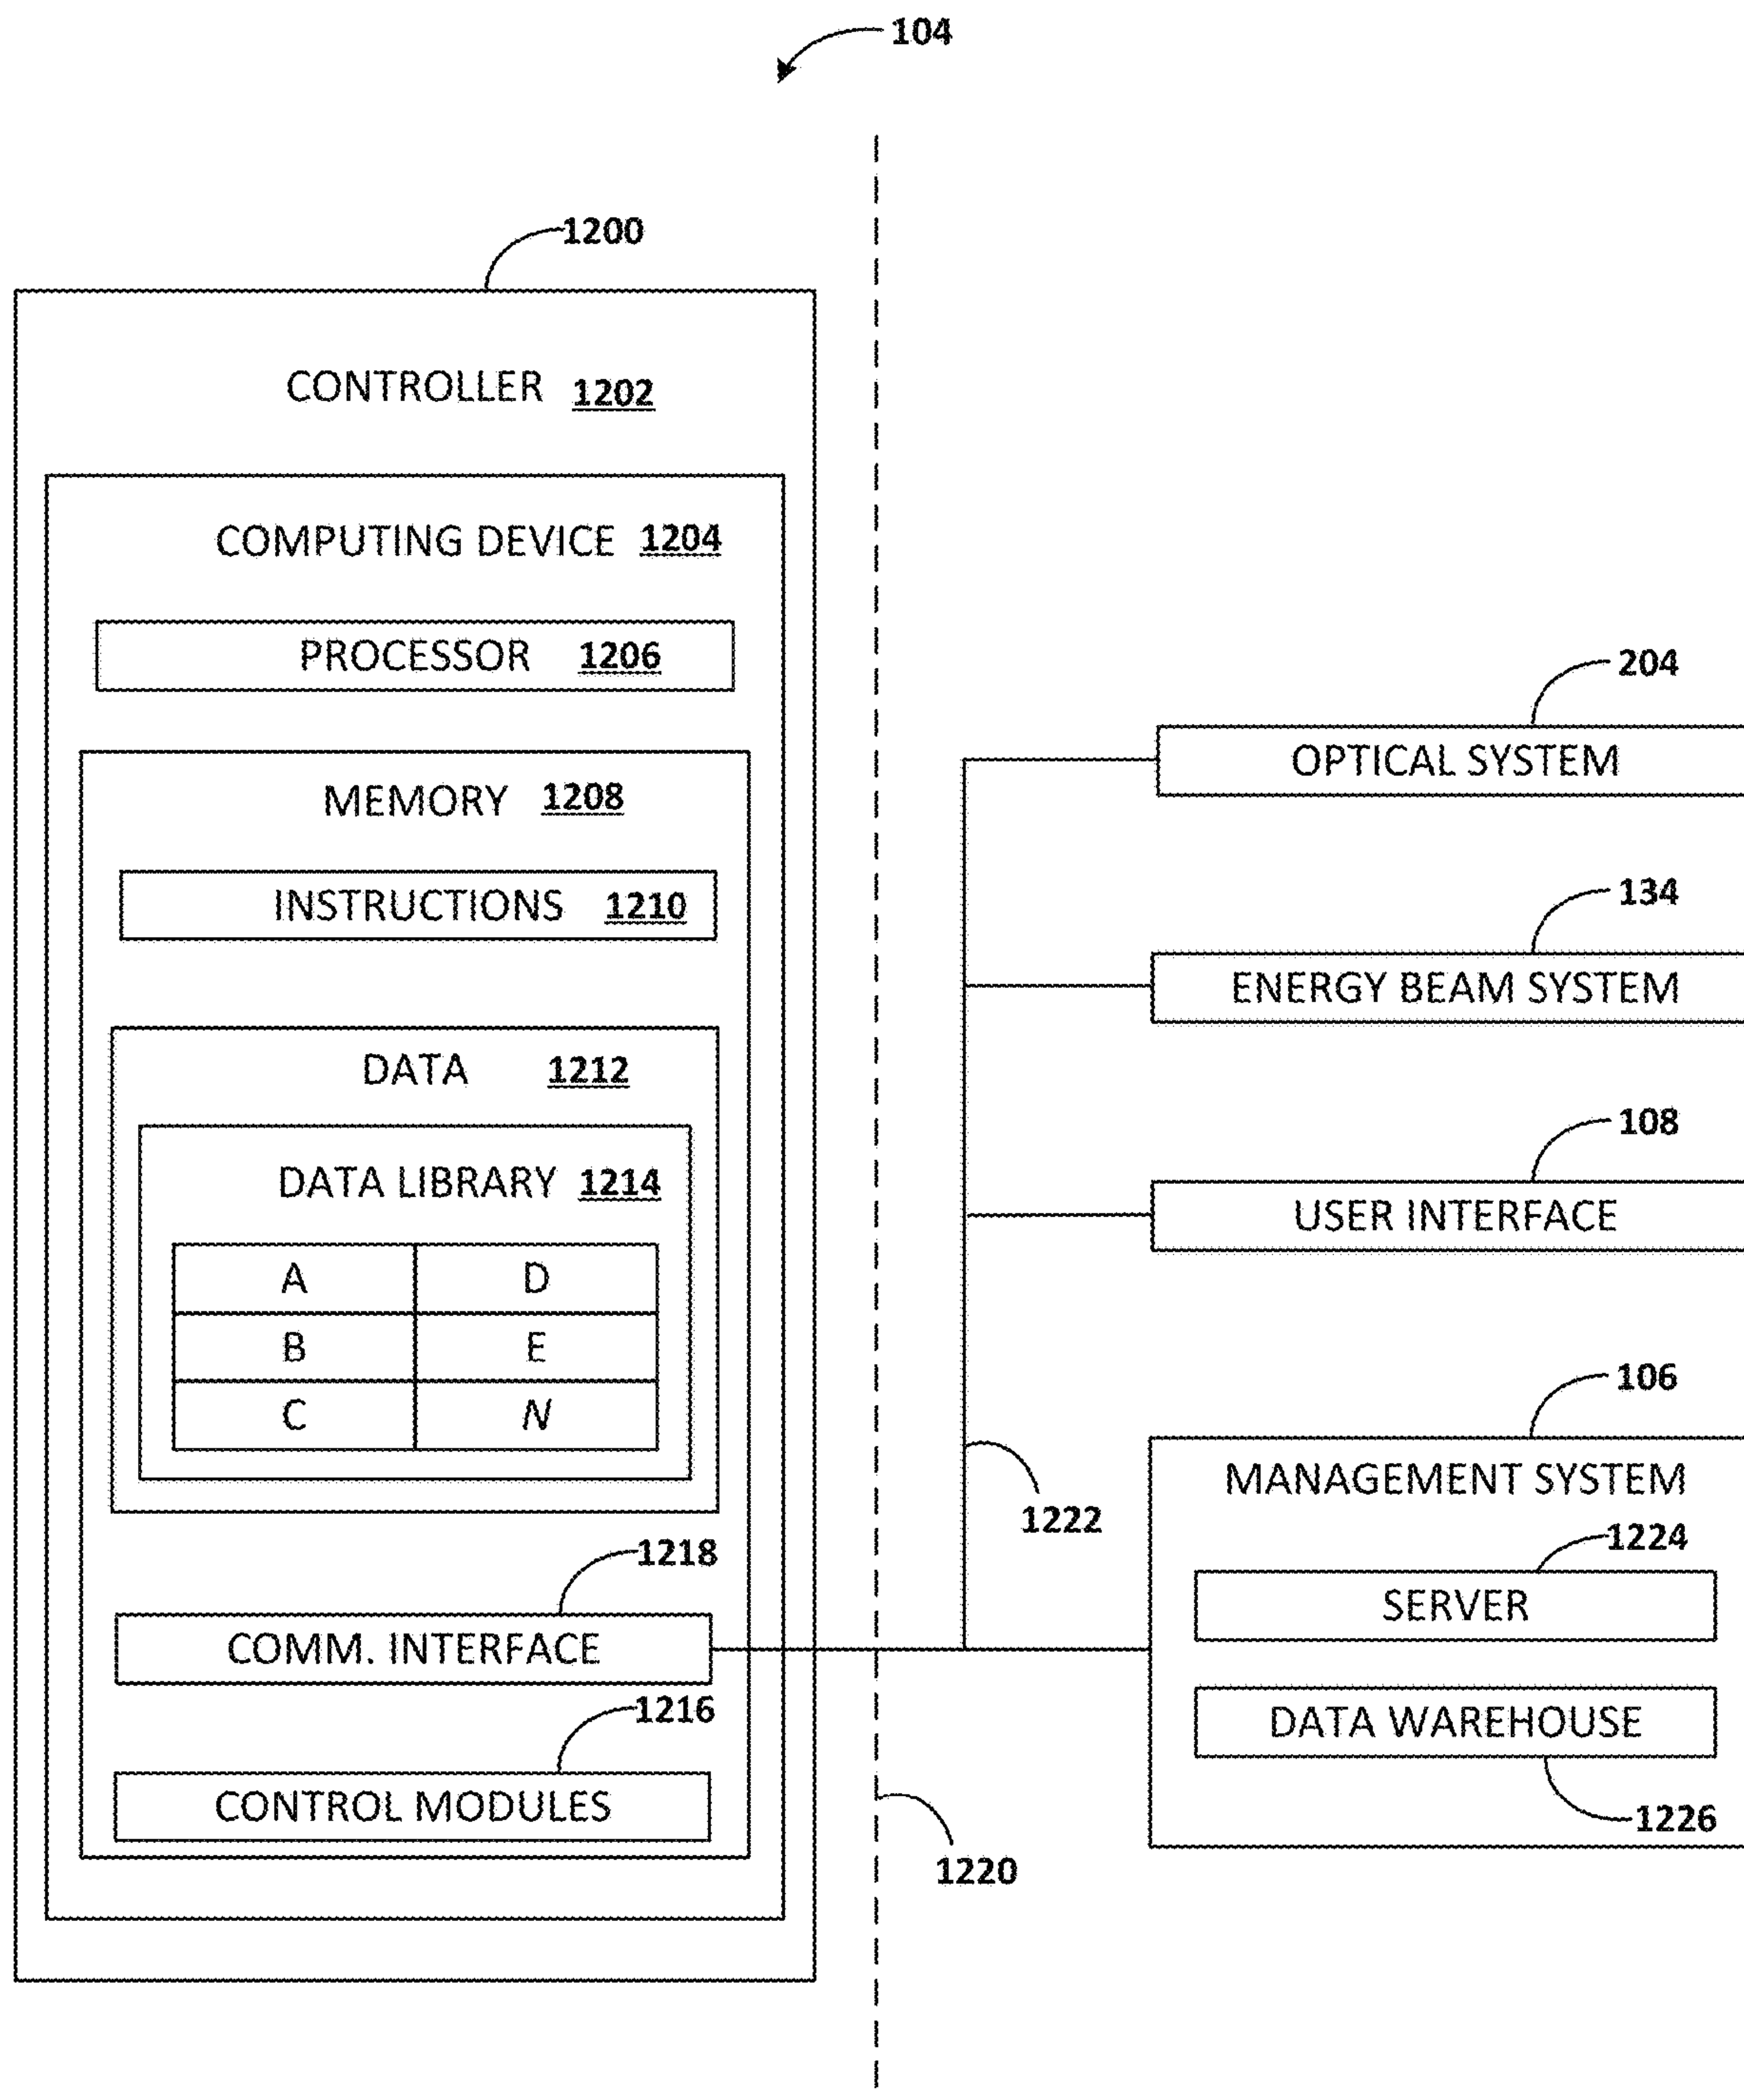 104
1200
CONTROLLER 1202
COMPUTING DEVICE 1204
PROCESSOR 1206
MEMORY 1208
INSTRUCTIONS 1210
DATA 1212
DATA LIBRARY 1214
A D
B E
C N
1218
COMM. INTERFACE
1216
CONTROL MODULES
204
OPTICAL SYSTEM
134
ENERGY BEAM SYSTEM
108
USER INTERFACE
106
MANAGEMENT SYSTEM
1222
1224
SERVER
DATA WAREHOUSE
1226
1220